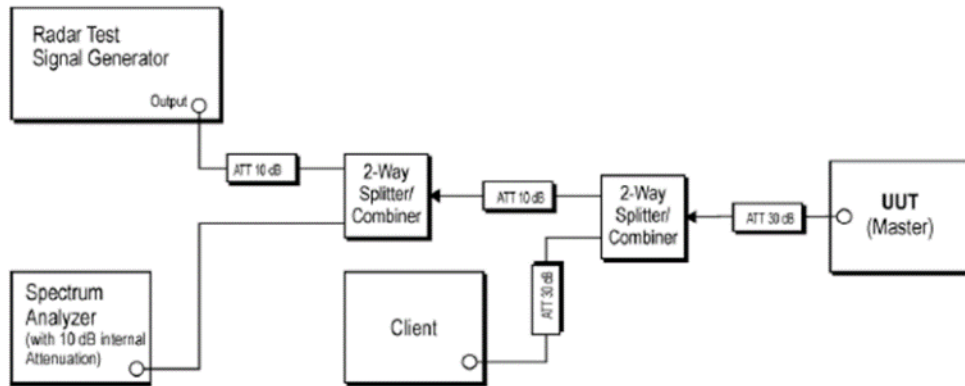 Radar Test
Signal Generator
Output
ATT 10 dB
2-Way
Splitter/
Combiner
ATT 10 dB
2-Way
Splitter/
Combiner
ATT 30 dB
UUT
(Master)
Spectrum
Analyzer
(with 10 dB internal
Attenuation)
Client
ATT 30 dB